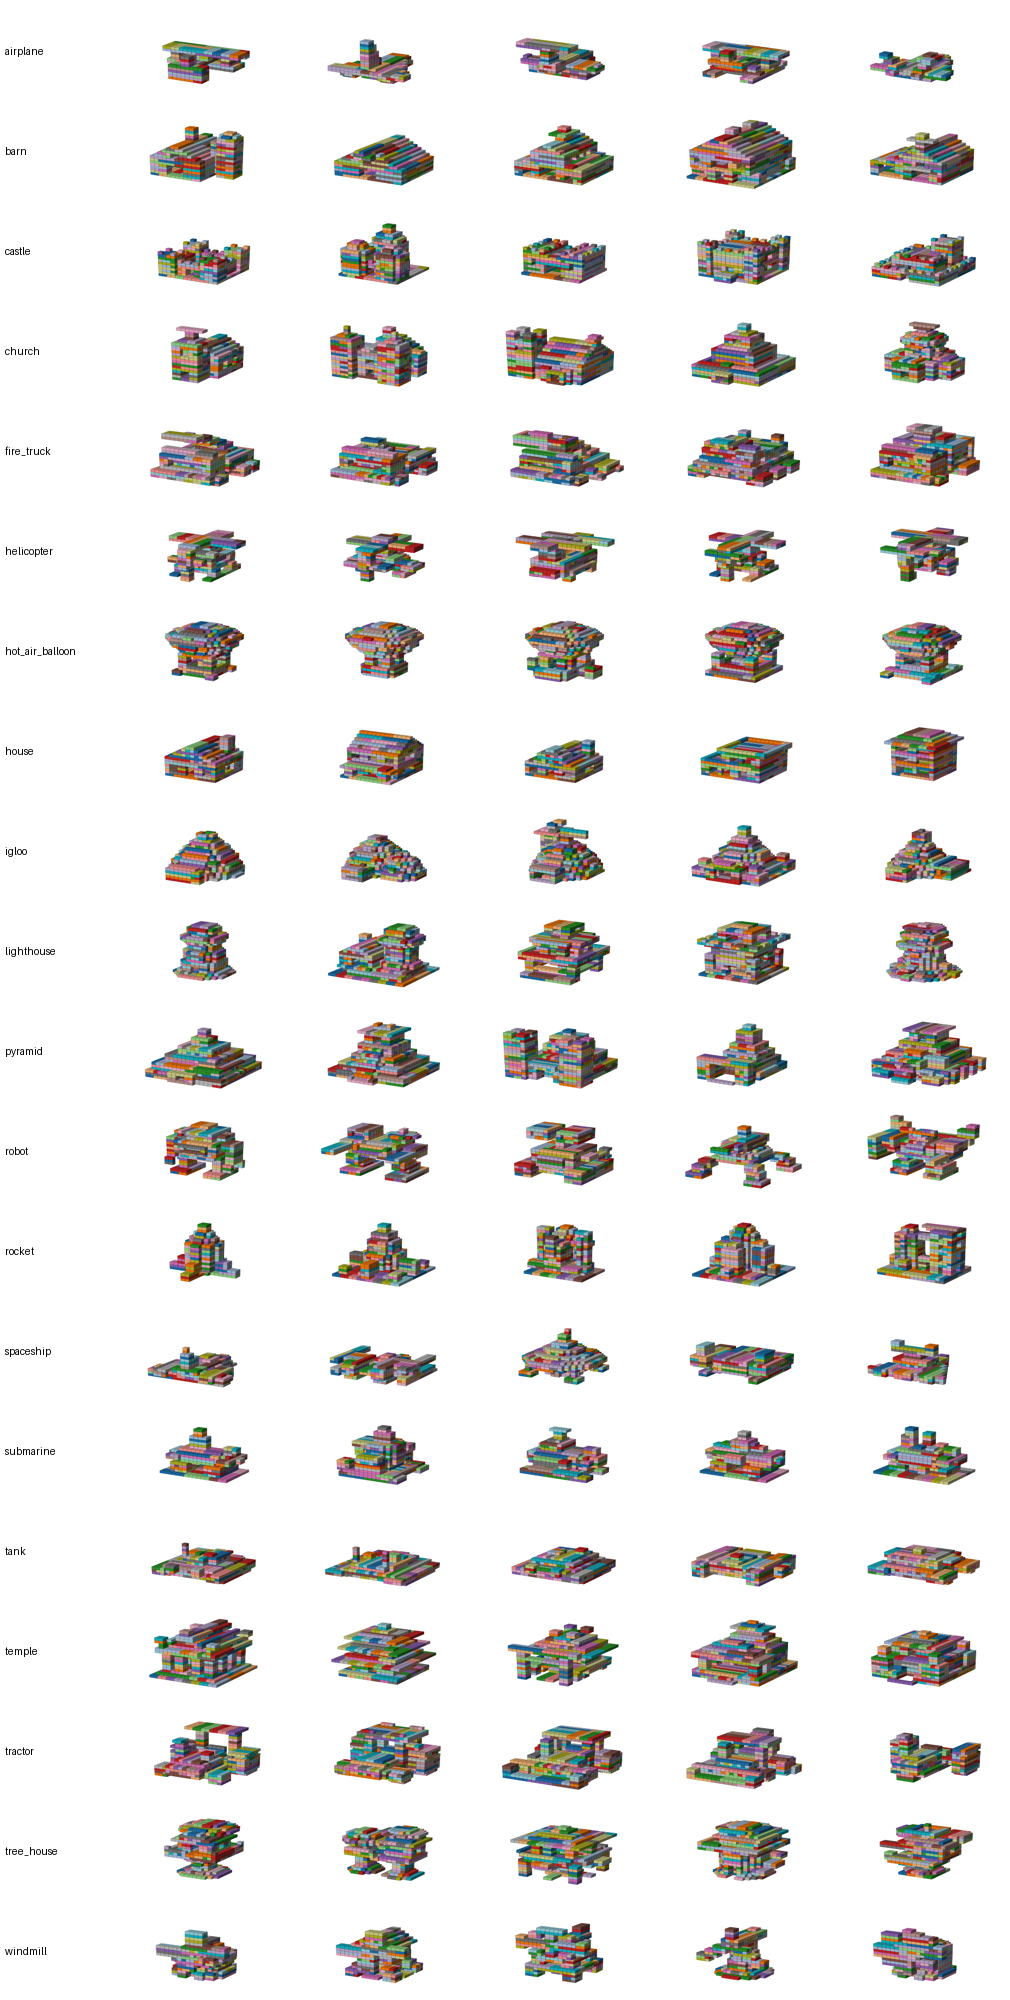 airplane
barn
castle
church
fire_truck
helicopter
hot_air_balloon
house
igloo
lighthouse
pyramid
robot
rocket
spaceship
submarine
tank
temple
tractor
tree_house
windmill